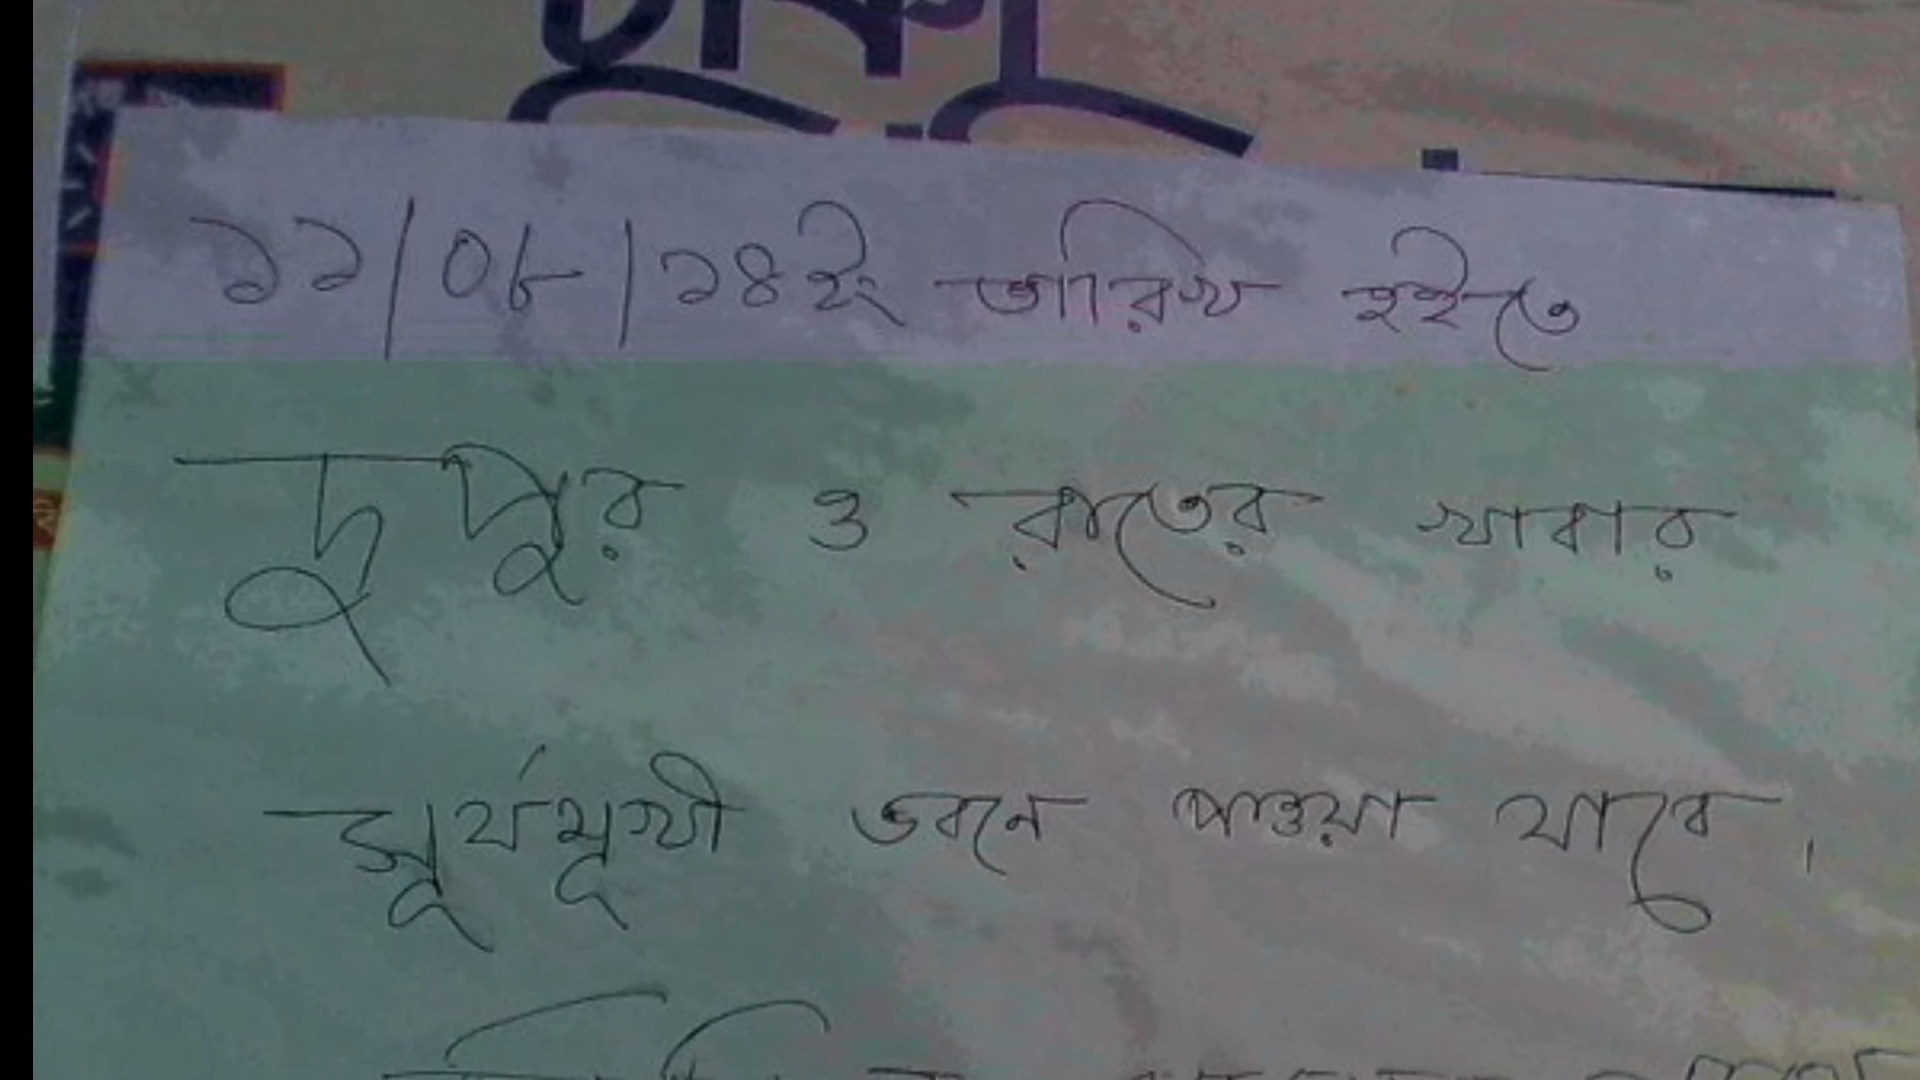 ১১/০৮/১৪ইং তারিখ হইতে
দুপুর ও রাতের খাবার
সূর্যমূখী ভবনে পাওয়া যাবে।